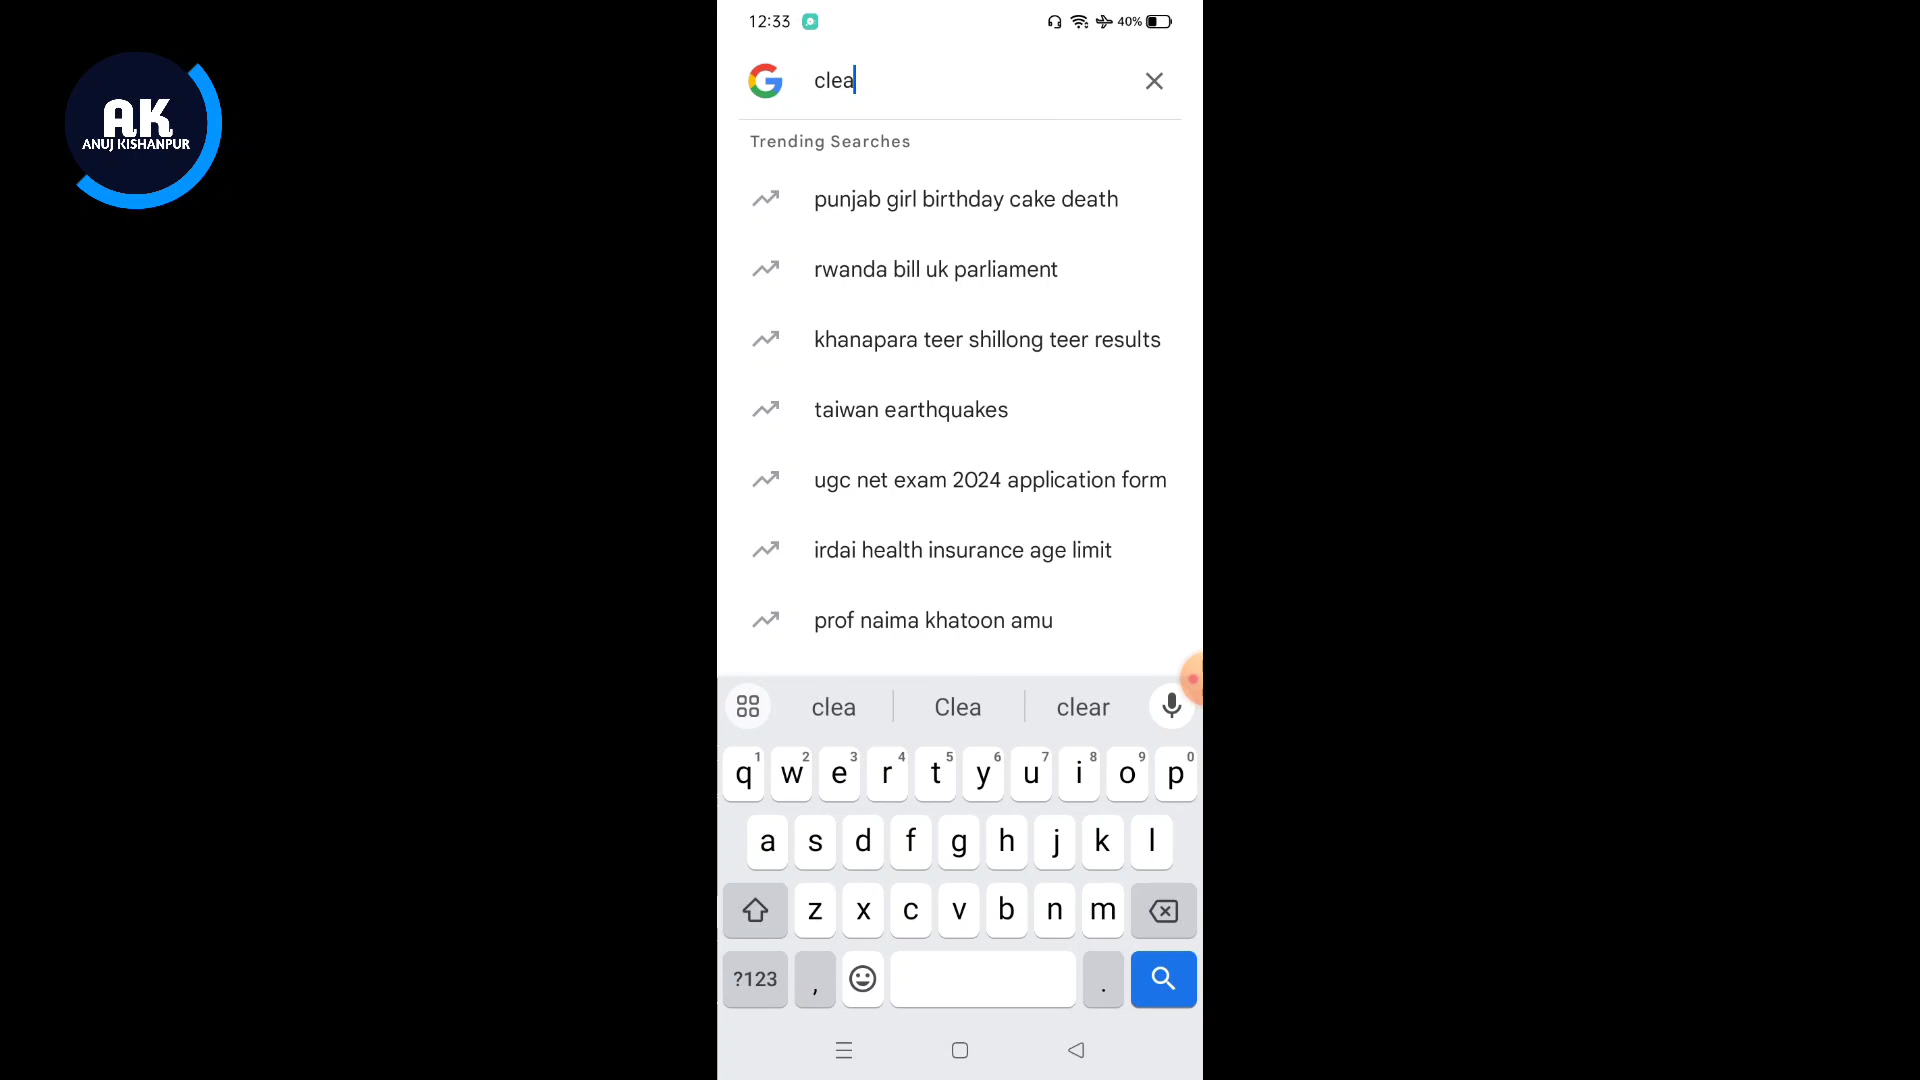 12:33
40%
AK
ANUJ KISHANPUR
clea
Trending Searches
punjab girl birthday cake death
rwanda bill uk parliament
khanapara teer shillong teer results
taiwan earthquakes
ugc net exam 2024 application form
irdai health insurance age limit
prof naima khatoon amu
clea Clea clear
q1 w2 e3 r4 t5 y6 u7 i8 o9 p0
a s d f g h j k l
z x c v b n m
?123 , .